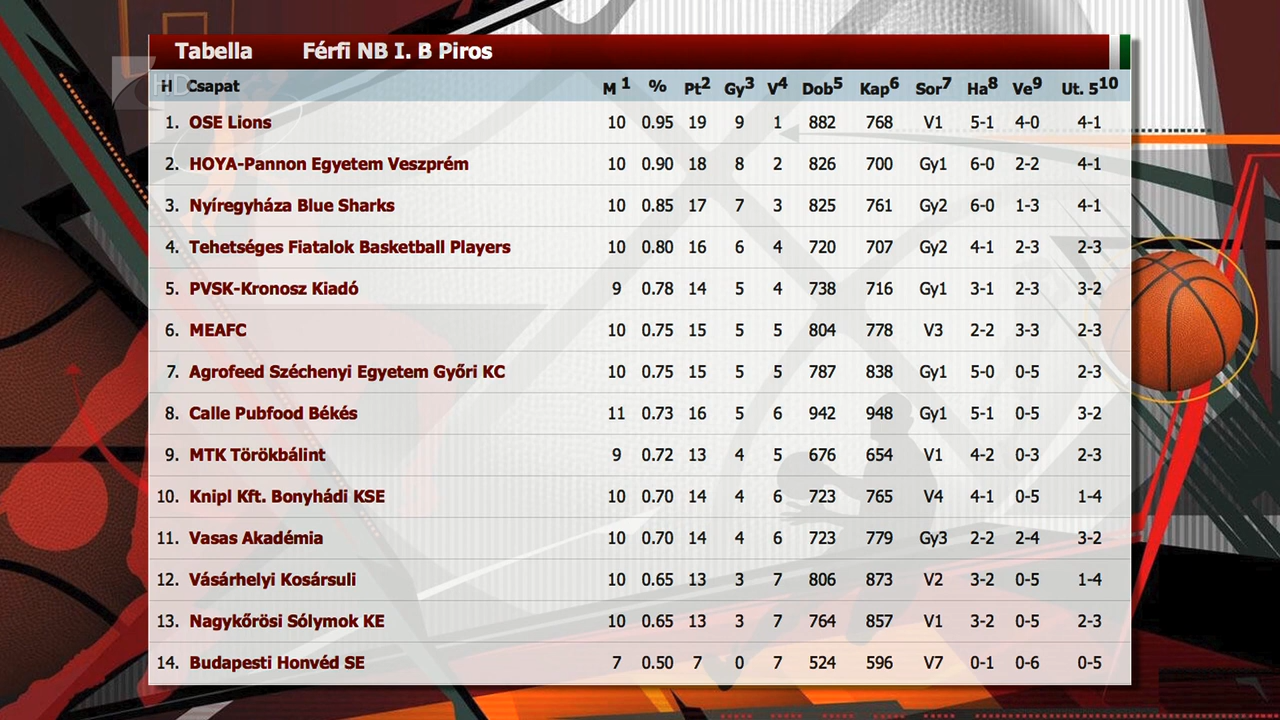 Tabella Férfi NB I. B Piros
H Csapat M 1 % Pt2 Gy3 V4 Dob5 Kap6 Sor7 Ha8 Ve9 Ut. 510
HD
1. OSE Lions 10 0.95 19 9 1 882 768 V1 5-1 4-0 4-1
2. HOYA-Pannon Egyetem Veszprém 10 0.90 18 8 2 826 700 Gy1 6-0 2-2 4-1
3. Nyíregyháza Blue Sharks 10 0.85 17 7 3 825 761 Gy2 6-0 1-3 4-1
4. Tehetséges Fiatalok Basketball Players 10 0.80 16 6 4 720 707 Gy2 4-1 2-3 2-3
5. PVSK-Kronosz Kiadó 9 0.78 14 5 4 738 716 Gy1 3-1 2-3 3-2
6. MEAFC 10 0.75 15 5 5 804 778 V3 2-2 3-3 2-3
7. Agrofeed Széchenyi Egyetem Győri KC 10 0.75 15 5 5 787 838 Gy1 5-0 0-5 2-3
8. Calle Pubfood Békés 11 0.73 16 5 6 942 948 Gy1 5-1 0-5 3-2
9. MTK Törökbálint 9 0.72 13 4 5 676 654 V1 4-2 0-3 2-3
10. Knipl Kft. Bonyhádi KSE 10 0.70 14 4 6 723 765 V4 4-1 0-5 1-4
11. Vasas Akadémia 10 0.70 14 4 6 723 779 Gy3 2-2 2-4 3-2
12. Vásárhelyi Kosársuli 10 0.65 13 3 7 806 873 V2 3-2 0-5 1-4
13. Nagykőrösi Sólymok KE 10 0.65 13 3 7 764 857 V1 3-2 0-5 2-3
14. Budapesti Honvéd SE 7 0.50 7 0 7 524 596 V7 0-1 0-6 0-5